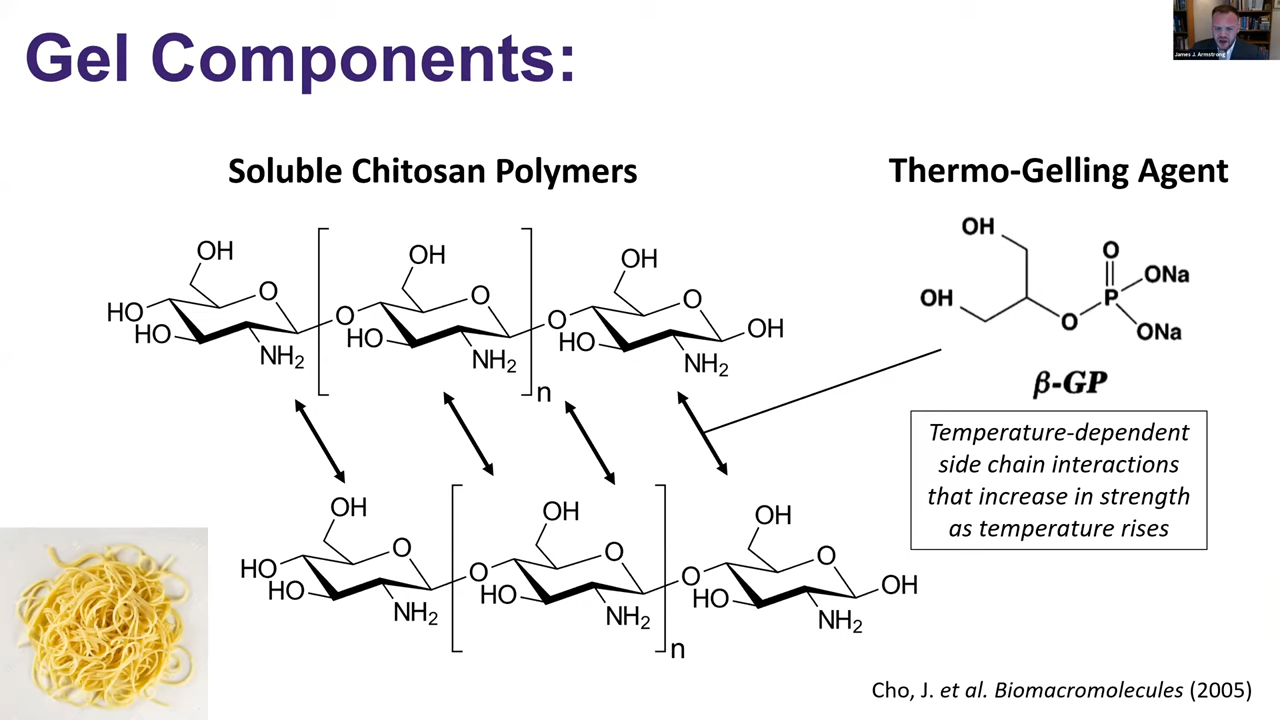 Gel Components:
James J. Armstrong
Soluble Chitosan Polymers
Thermo-Gelling Agent
OH
OH
OH
HO
HO
O
NH₂
O
HO
O
NH₂
O
HO
O
NH₂
OH
n
OH
OH
O
O
P
ONa
ONa
β-GP
Temperature-dependent
side chain interactions
that increase in strength
as temperature rises
OH
OH
OH
HO
HO
O
NH₂
O
HO
O
NH₂
O
HO
O
NH₂
OH
n
Cho, J. et al. Biomacromolecules (2005)